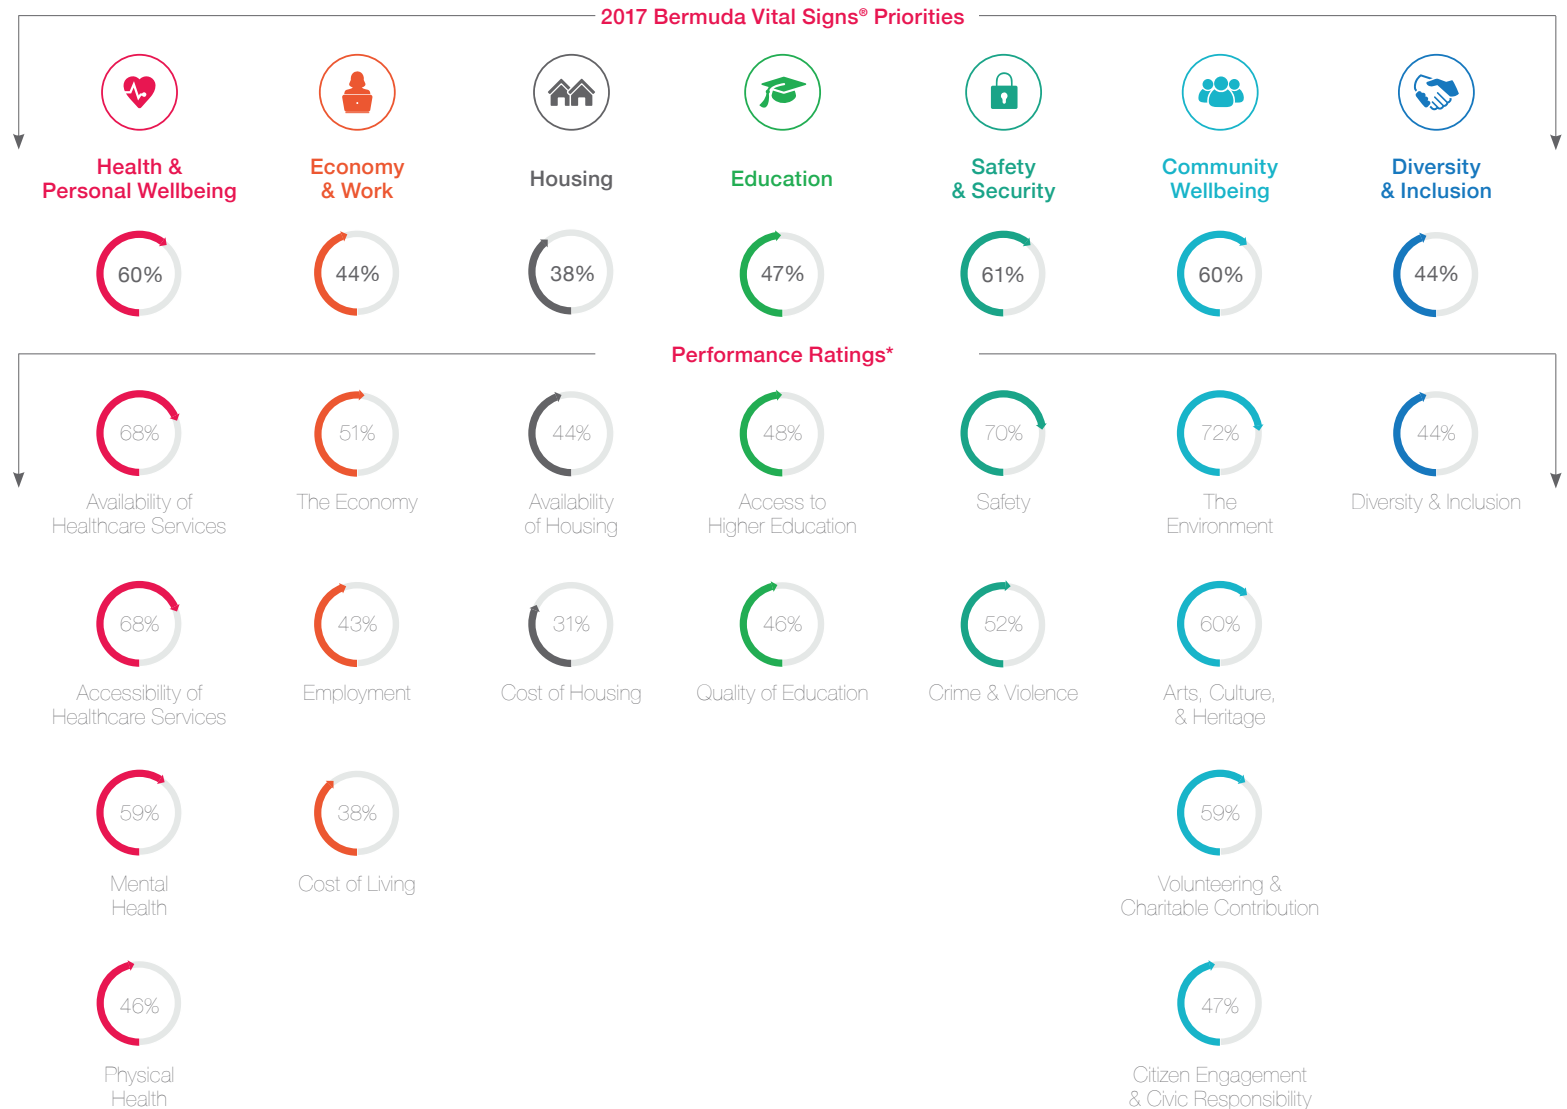 2017 Bermuda Vital Signs® Priorities
Health &
Personal Wellbeing
Economy
& Work
Housing
Education
Safety
& Security
Community
Wellbeing
Diversity
& Inclusion
60%
44%
38%
47%
61%
60%
44%
Performance Ratings*
68%
51%
44%
48%
70%
72%
44%
Availability of
Healthcare Services
The Economy
Availability
of Housing
Access to
Higher Education
Safety
The
Environment
Diversity & Inclusion
68%
43%
31%
46%
52%
60%
Accessibility of
Healthcare Services
Employment
Cost of Housing
Quality of Education
Crime & Violence
Arts, Culture,
& Heritage
59%
38%
59%
Mental
Health
Cost of Living
Volunteering &
Charitable Contribution
46%
47%
Physical
Health
Citizen Engagement
& Civic Responsibility